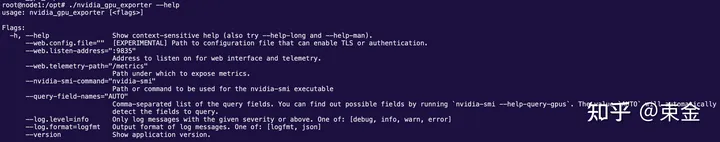 root@node1:/opt# ./nvidia_gpu_exporter --help
usage: nvidia_gpu_exporter [<flags>]
Flags:
-h, --help Show context-sensitive help (also try --help-long and --help-man).
--web.config.file="" [EXPERIMENTAL] Path to configuration file that can enable TLS or authentication.
--web.listen-address=":9835"
Address to listen on for web interface and telemetry.
--web.telemetry-path="/metrics"
Path under which to expose metrics.
--nvidia-smi-command="nvidia-smi"
Path or command to be used for the nvidia-smi executable
--query-field-names="AUTO"
Comma-separated list of the query fields. You can find out possible fields by running `nvidia-smi --help-query-gpus`. The value `AUTO` will automatically
detect the fields to query.
--log.level=info Only log messages with the given severity or above. One of: [debug, info, warn, error]
--log.format=logfmt Output format of log messages. One of: [logfmt, json]
--version Show application version.
知乎 @束金